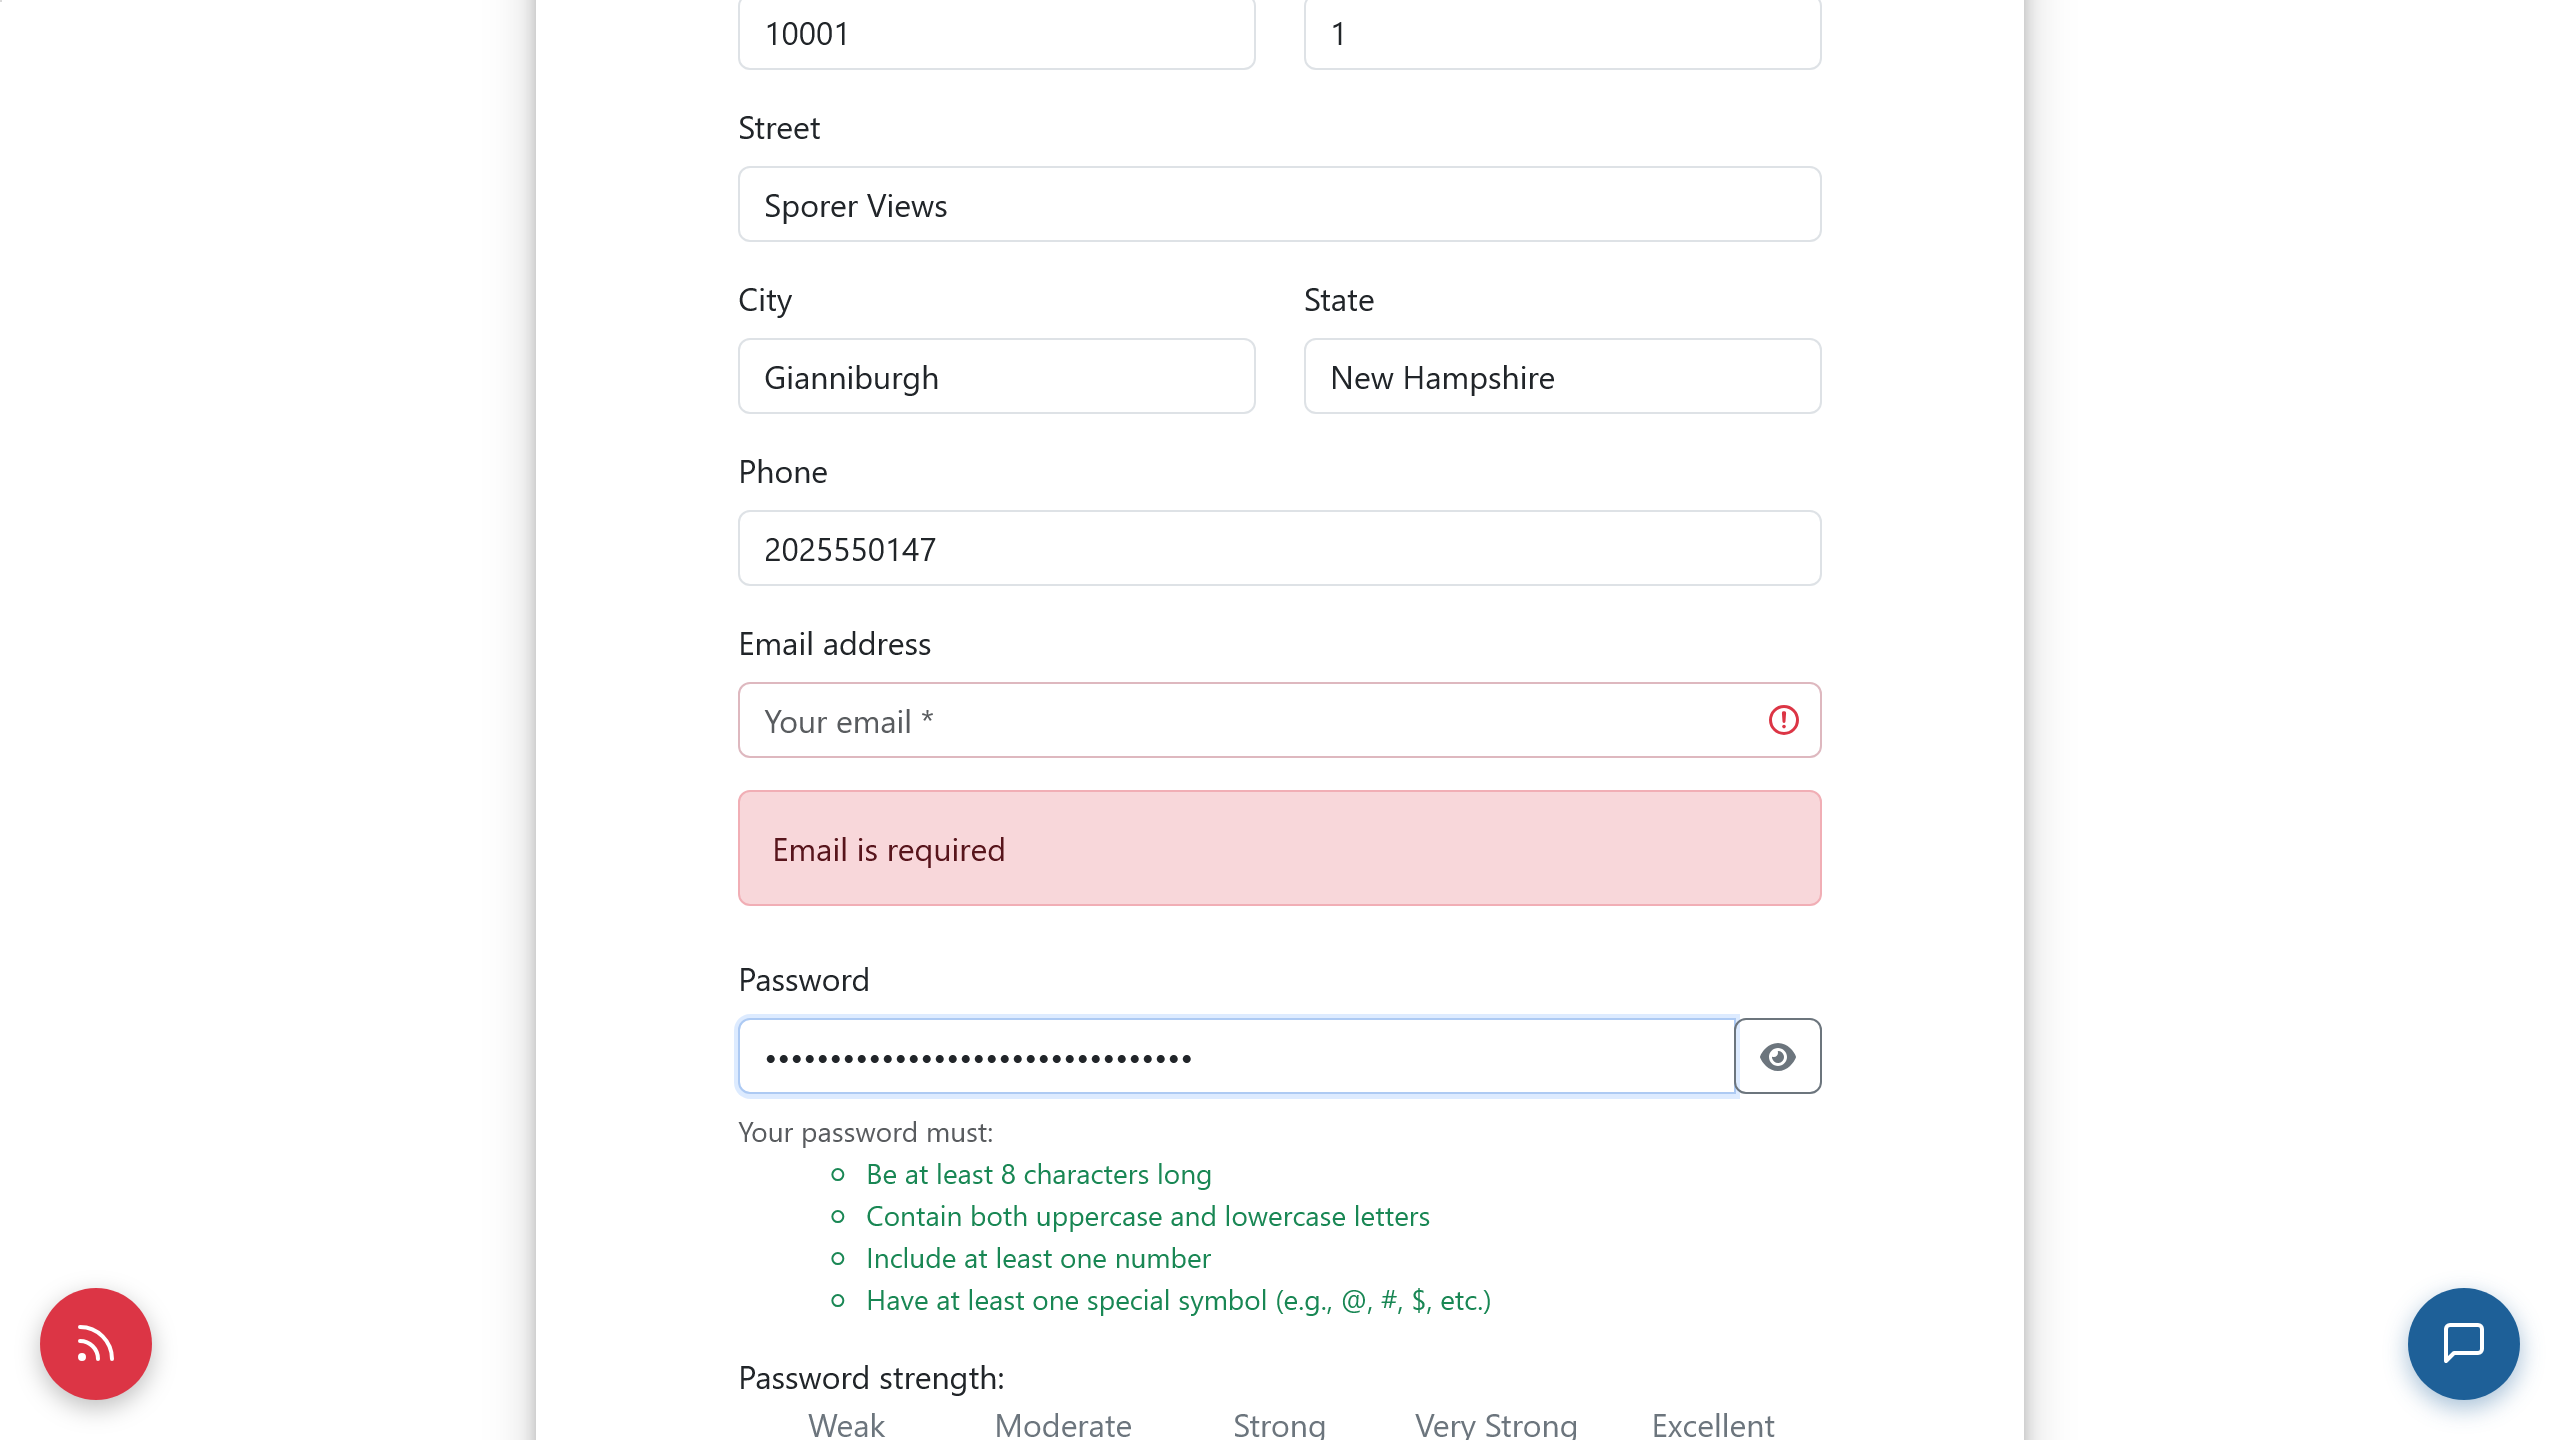 10001
1
Street
Sporer Views
City
State
Gianniburgh
New Hampshire
Phone
2025550147
Email address
Your email *
Email is required
Password
Your password must:
Be at least 8 characters long
Contain both uppercase and lowercase letters
Include at least one number
Have at least one special symbol (e.g., @, #, $, etc.)
Password strength:
Weak
Moderate
Strong
Very Strong
Excellent